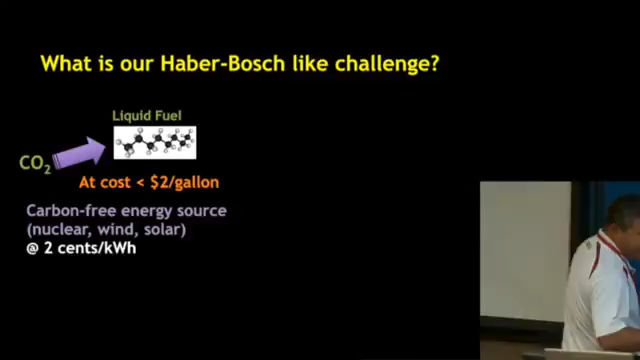 What is our Haber-Bosch like challenge?
Liquid Fuel
CO₂
At cost < $2/gallon
Carbon-free energy source
(nuclear, wind, solar)
@ 2 cents/kWh